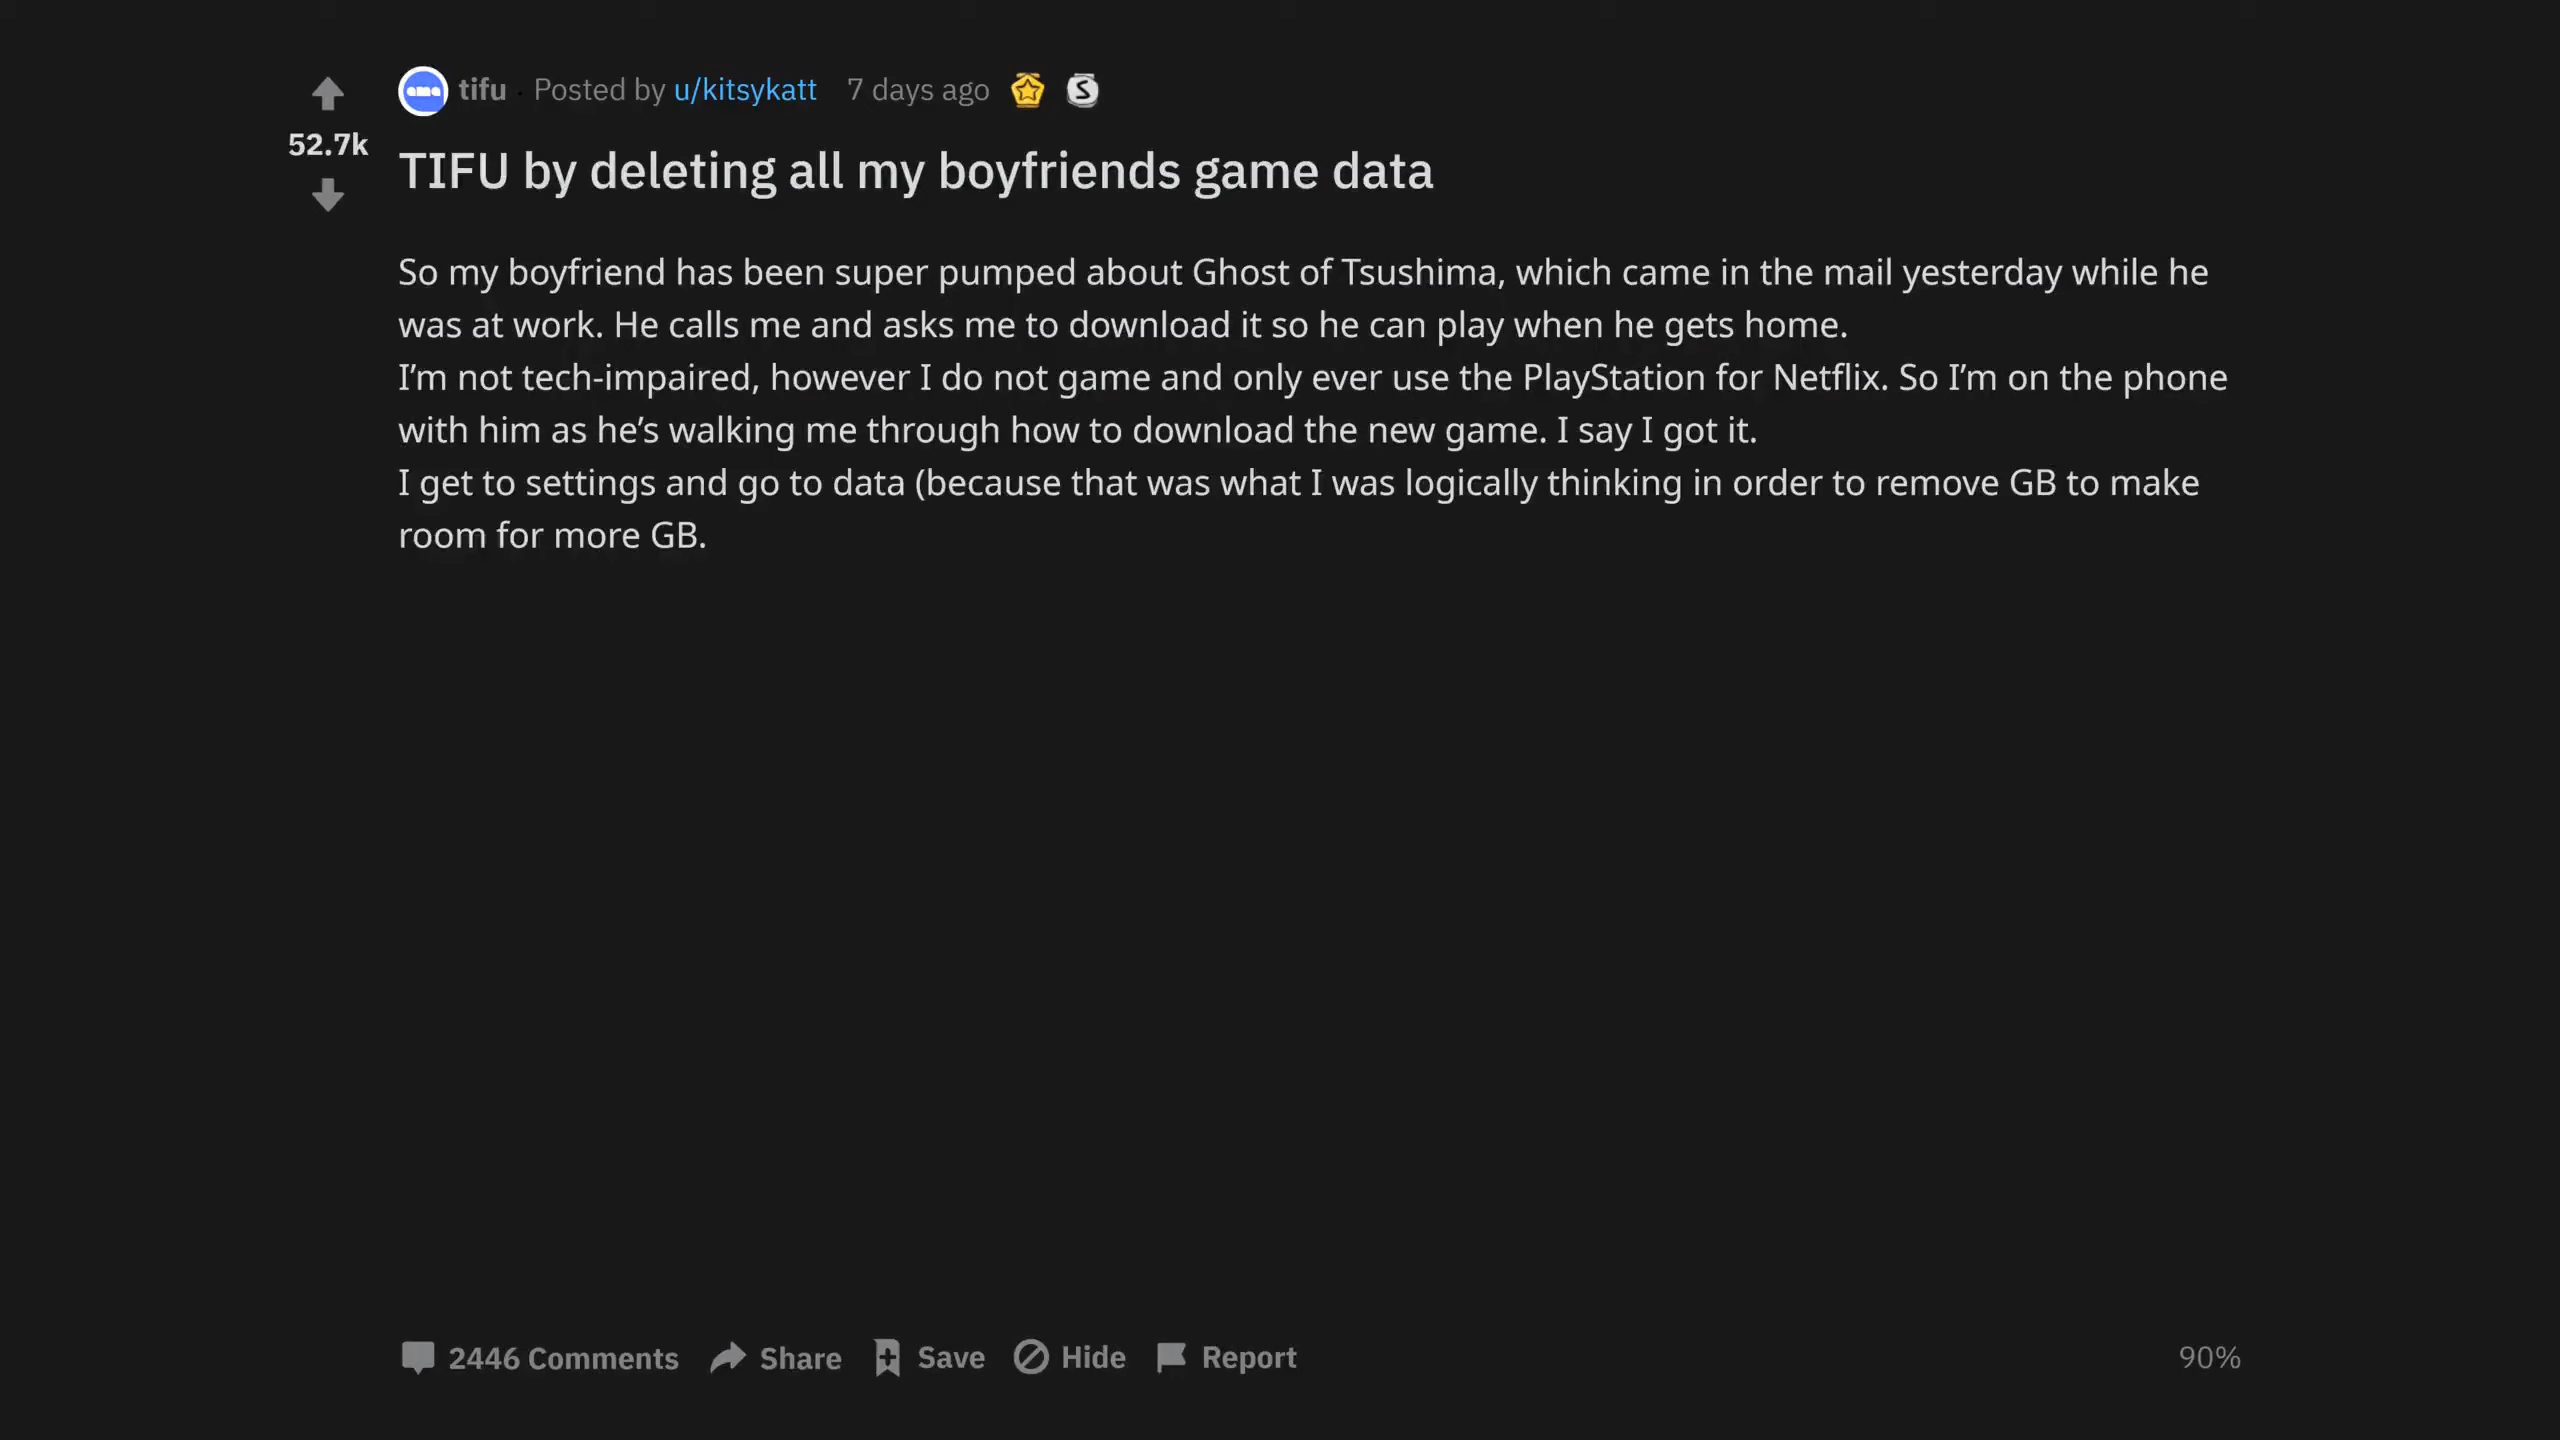 ama tifu · Posted by u/kitsykatt 7 days ago S
52.7k
TIFU by deleting all my boyfriends game data
So my boyfriend has been super pumped about Ghost of Tsushima, which came in the mail yesterday while he
was at work. He calls me and asks me to download it so he can play when he gets home.
I’m not tech-impaired, however I do not game and only ever use the PlayStation for Netflix. So I’m on the phone
with him as he’s walking me through how to download the new game. I say I got it.
I get to settings and go to data (because that was what I was logically thinking in order to remove GB to make
room for more GB.
2446 Comments Share Save Hide Report 90%